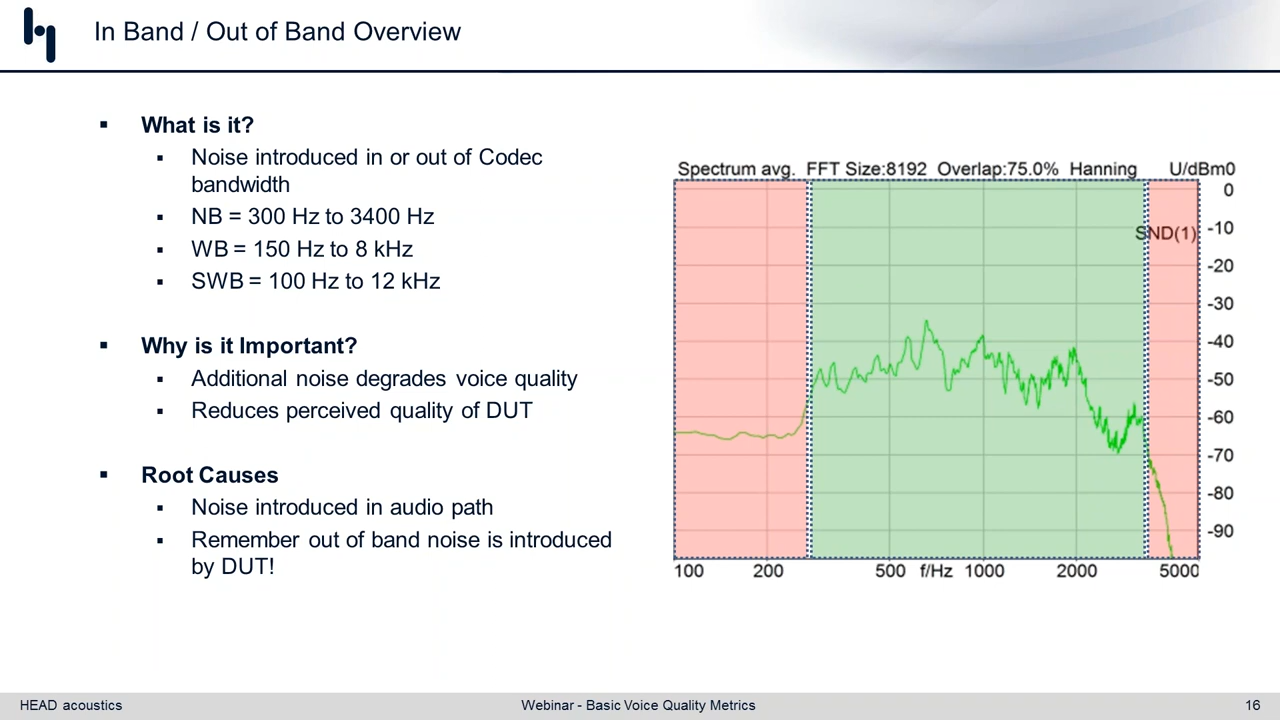 In Band / Out of Band Overview
What is it?
Noise introduced in or out of Codec
bandwidth
NB = 300 Hz to 3400 Hz
WB = 150 Hz to 8 kHz
SWB = 100 Hz to 12 kHz
Why is it Important?
Additional noise degrades voice quality
Reduces perceived quality of DUT
Root Causes
Noise introduced in audio path
Remember out of band noise is introduced
by DUT!
Spectrum avg. FFT Size:8192 Overlap:75.0% Hanning U/dBm0
0
SND(1)
-10
-20
-30
-40
-50
-60
-70
-80
-90
100 200 500 f/Hz 1000 2000 5000
HEAD acoustics Webinar - Basic Voice Quality Metrics 16